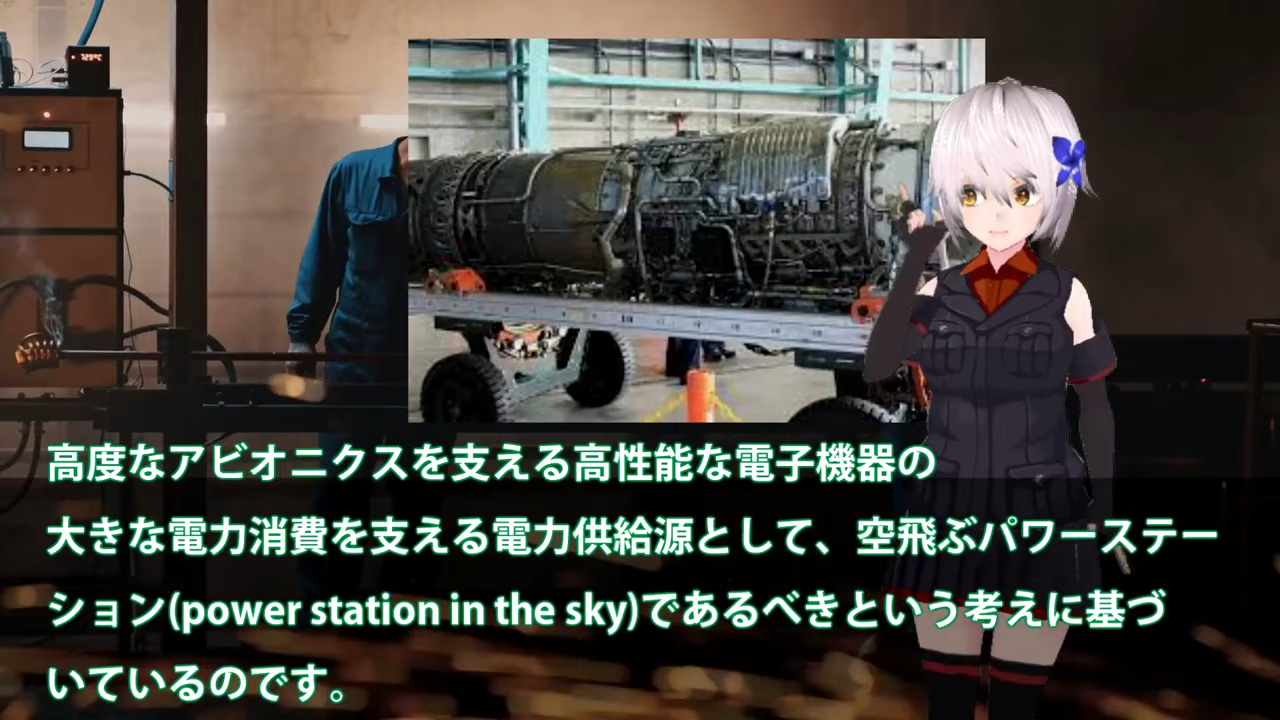 高度なアビオニクスを支える高性能な電子機器の
大きな電力消費を支える電力供給源として、空飛ぶパワーステー
ション(power station in the sky)であるべきという考えに基づ
いているのです。